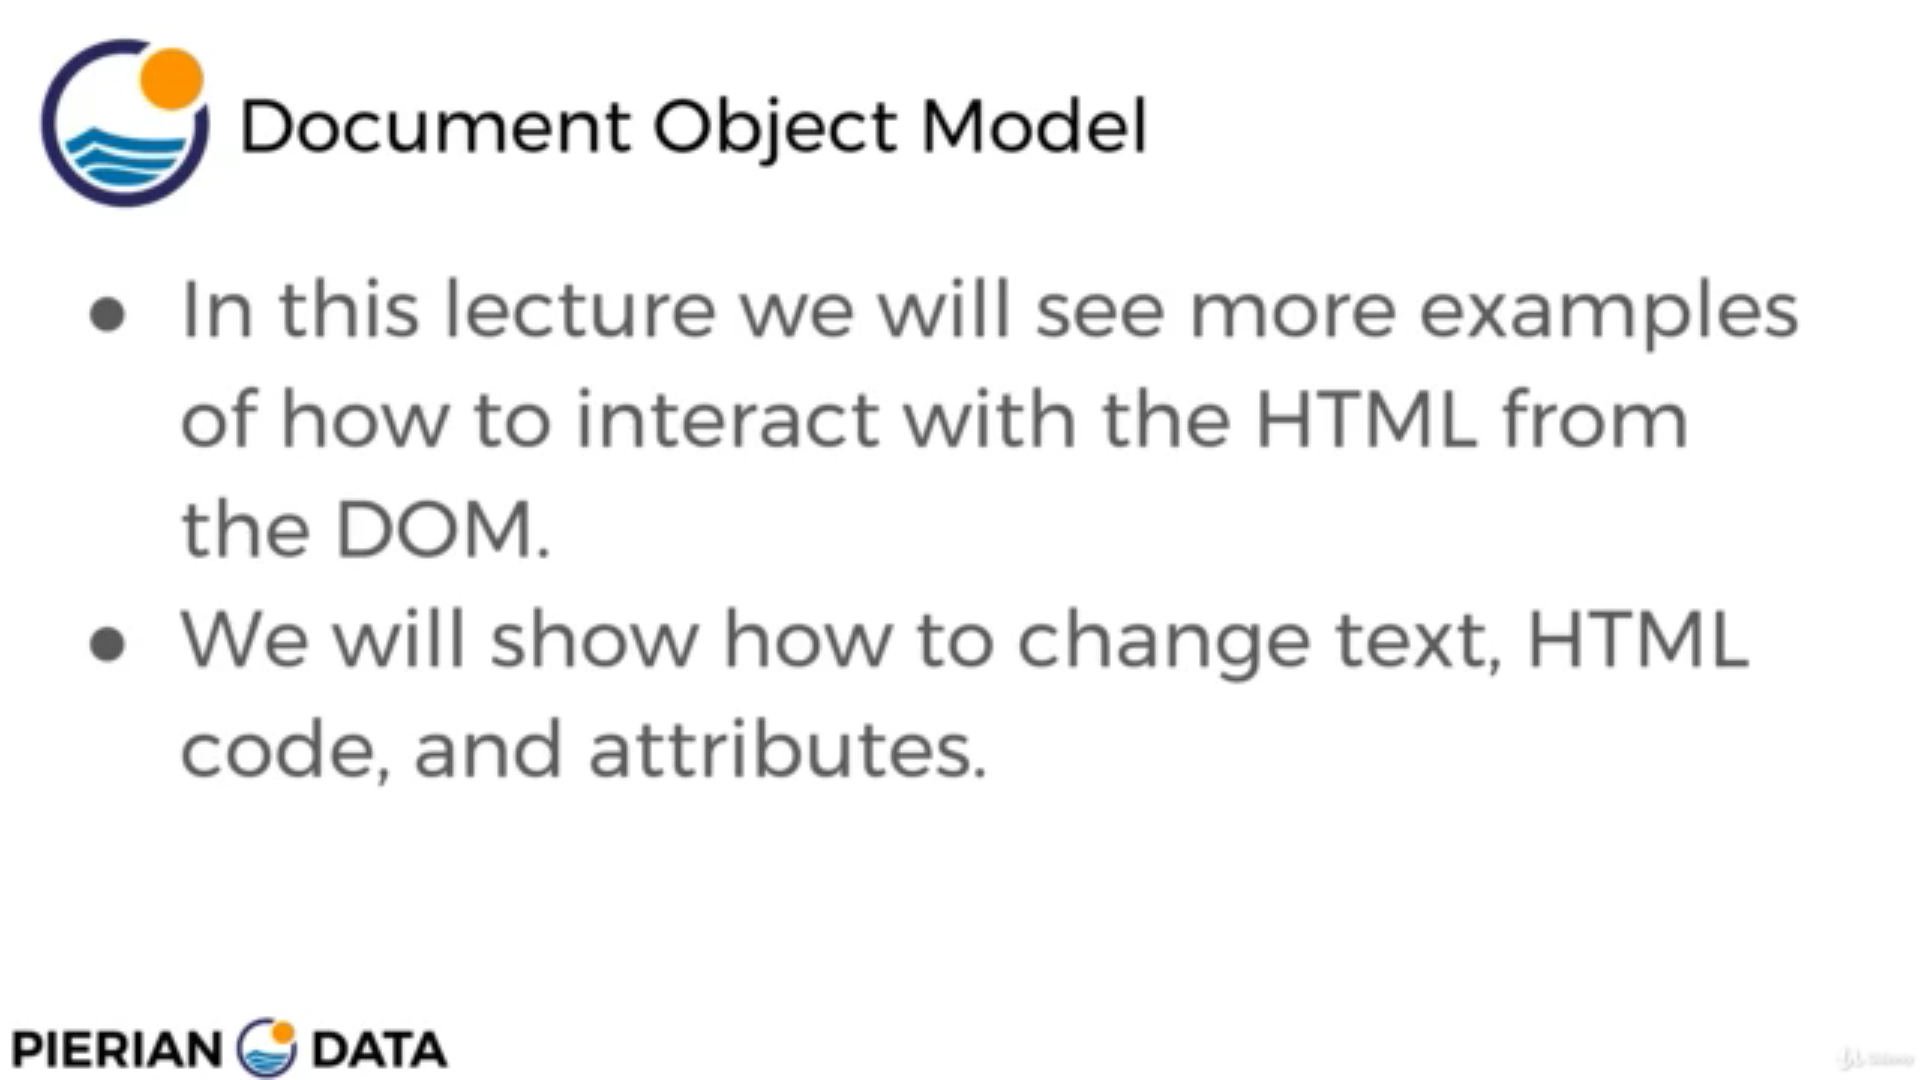 Document Object Model
● In this lecture we will see more examples
of how to interact with the HTML from
the DOM.
● We will show how to change text, HTML
code, and attributes.
PIERIAN DATA
Udemy